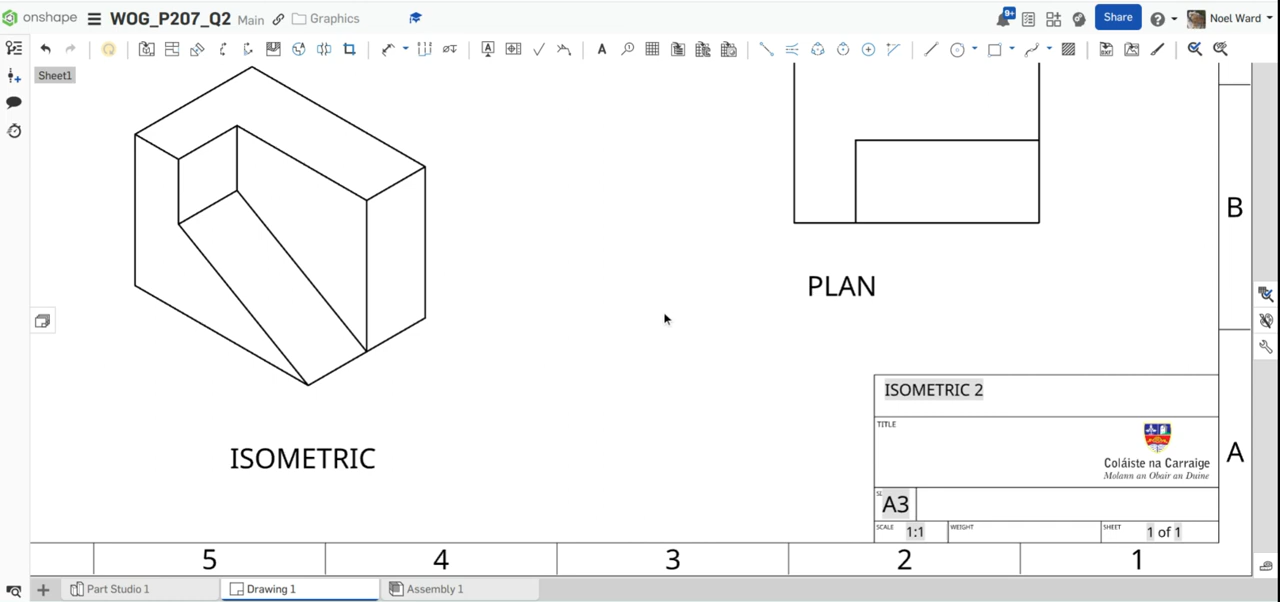 onshape
WOG_P207_Q2 Main Graphics
9+
Share
Noel Ward
Sheet1
B
PLAN
ISOMETRIC 2
TITLE
Coláiste na Carraige
Molann an Obair an Duine
A
ISOMETRIC
A3
SCALE 1:1 WEIGHT SHEET 1 of 1
5 4 3 2 1
Part Studio 1 Drawing 1 Assembly 1